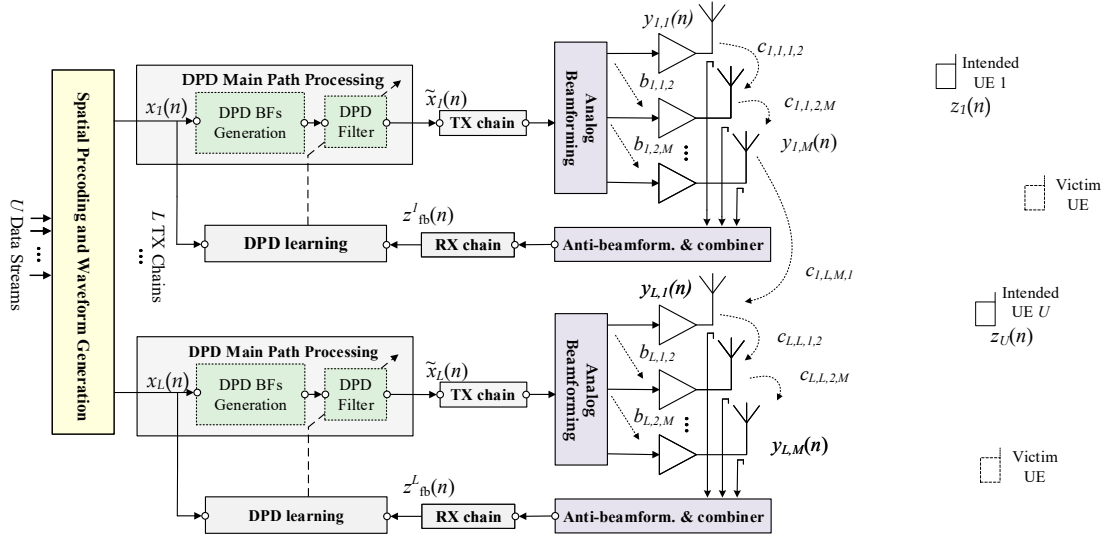 U Data Streams
Spatial Precoding and Waveform Generation
L TX Chains
x1(n)
DPD Main Path Processing
DPD BFs
Generation
DPD
Filter
x̃1(n)
TX chain
Analog
Beamforming
y1,1(n)
b1,1,2
b1,2,M
c1,1,1,2
c1,1,2,M
y1,M(n)
DPD learning
z1fb(n)
RX chain
Anti-beamform. & combiner
c1,L,M,1
xL(n)
DPD Main Path Processing
DPD BFs
Generation
DPD
Filter
x̃L(n)
TX chain
Analog
Beamforming
yL,1(n)
bL,1,2
bL,2,M
cL,L,1,2
cL,L,2,M
yL,M(n)
DPD learning
zLfb(n)
RX chain
Anti-beamform. & combiner
Intended
UE 1
z1(n)
Victim
UE
Intended
UE U
zU(n)
Victim
UE